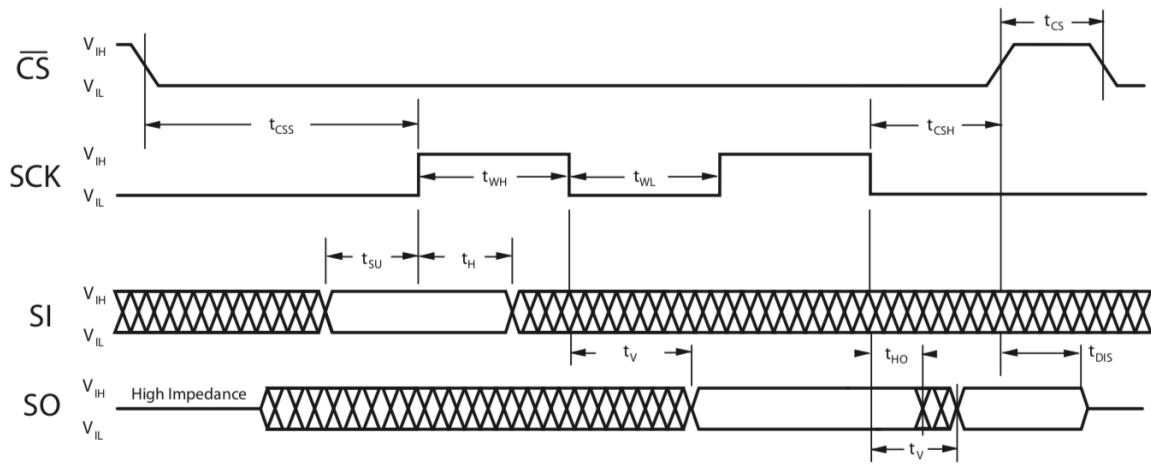 t_CS
V_IH
C̅S̅
V_IL
t_CSS
t_CSH
V_IH
SCK
t_WH
t_WL
V_IL
t_SU
t_H
V_IH
SI
V_IL
t_V
t_HO
t_DIS
V_IH
High Impedance
SO
V_IL
t_V